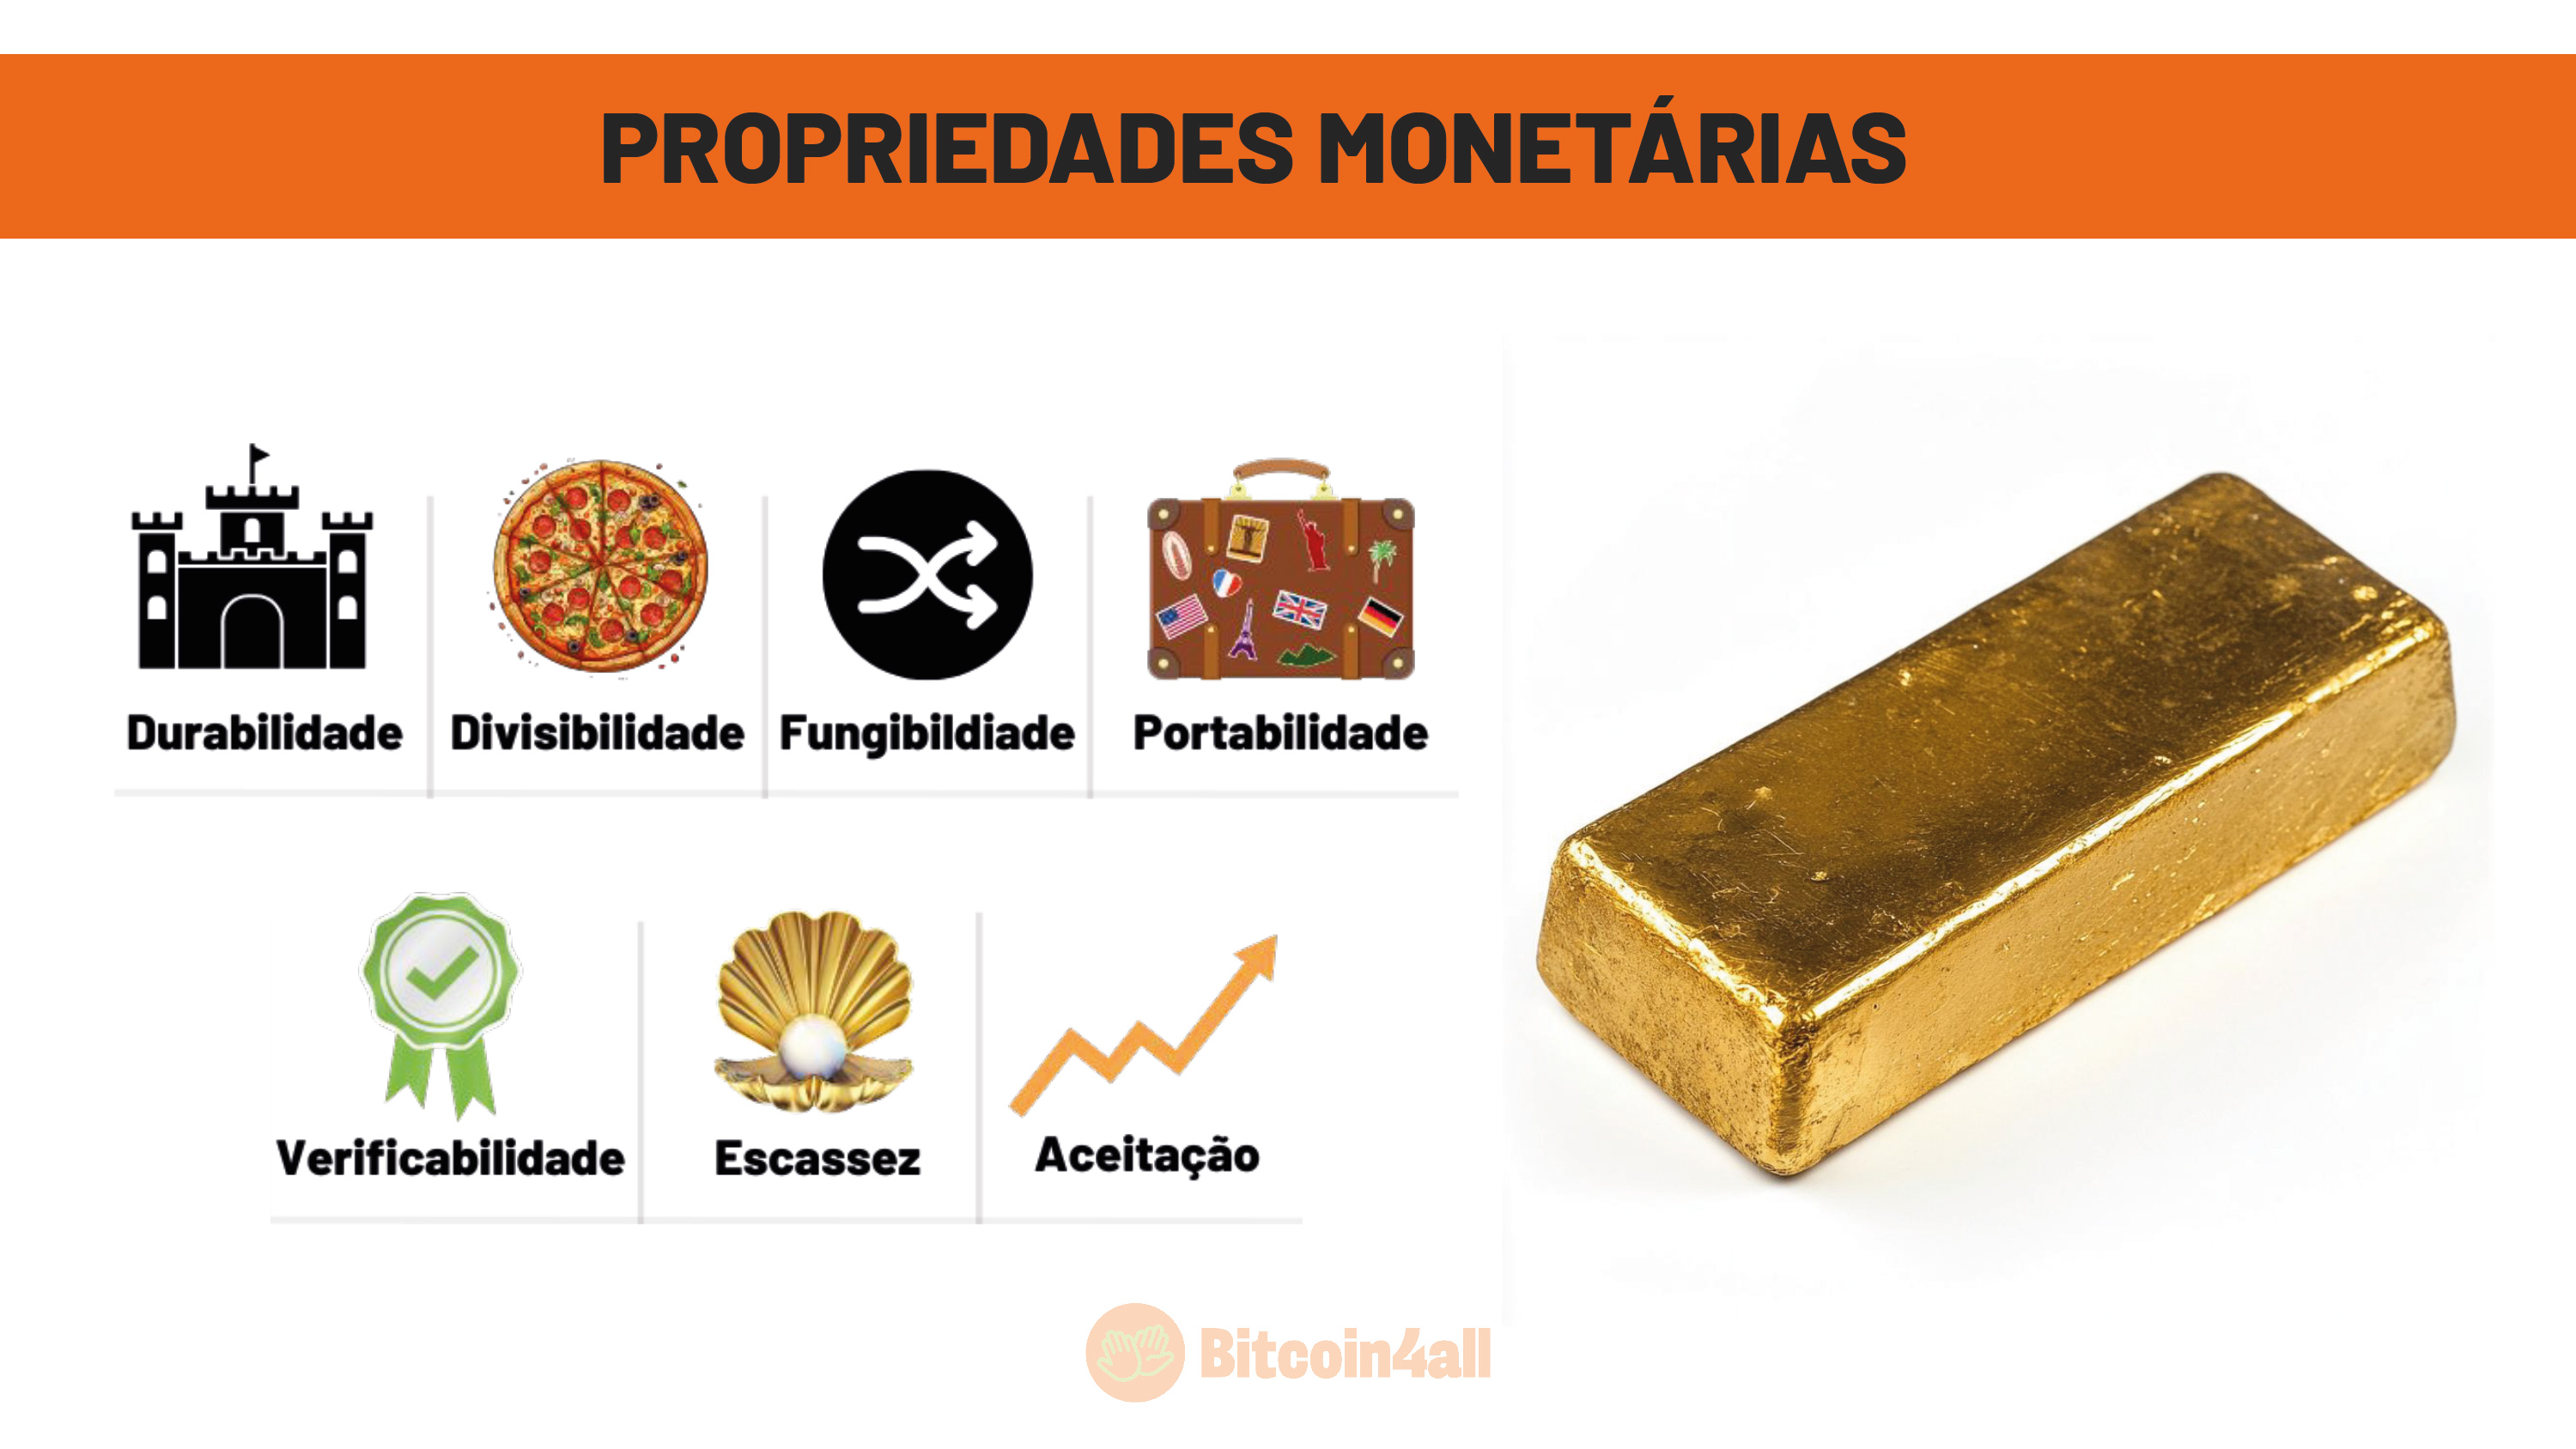 PROPRIEDADES MONETÁRIAS
Durabilidade
Divisibilidade
Fungibildiade
Portabilidade
Verificabilidade
Escassez
Aceitação
Bitcoin4all